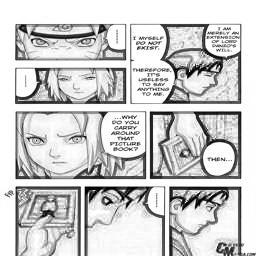 ......
I AM
MERELY AN
EXTENSION
OF LORD
DANZO'S
WILL.
I MYSELF
DO NOT
EXIST.
THEREFORE,
IT'S
USELESS
TO SAY
ANYTHING
TO ME.
......
...WHY
DO YOU
CARRY
AROUND
THAT
PICTURE
BOOK?
THEN...